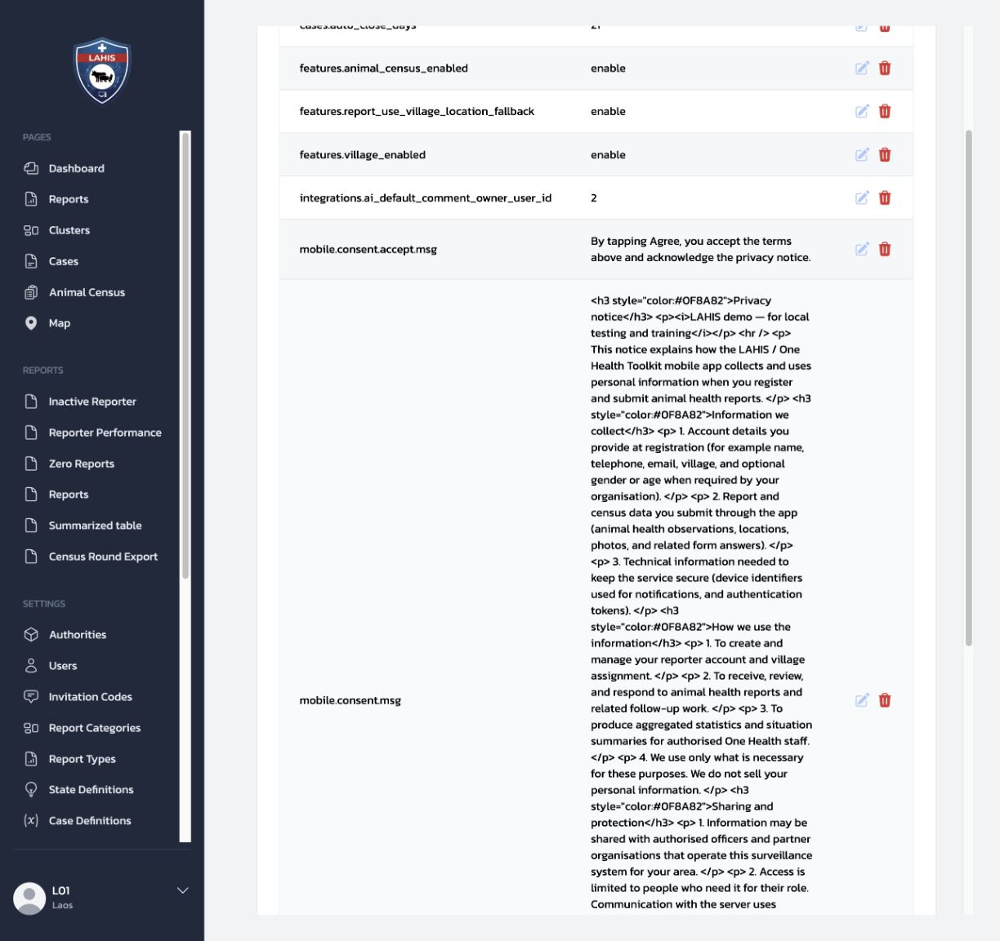 LAHIS
PAGES
Dashboard
Reports
Clusters
Cases
Animal Census
Map
REPORTS
Inactive Reporter
Reporter Performance
Zero Reports
Reports
Summarized table
Census Round Export
SETTINGS
Authorities
Users
Invitation Codes
Report Categories
Report Types
State Definitions
Case Definitions
L01
Laos
cases.auto_close_days 21
features.animal_census_enabled enable
features.report_use_village_location_fallback enable
features.village_enabled enable
integrations.ai_default_comment_owner_user_id 2
mobile.consent.accept.msg
By tapping Agree, you accept the terms
above and acknowledge the privacy notice.
mobile.consent.msg
<h3 style="color:#0F8A82">Privacy
notice</h3> <p><i>LAHIS demo — for local
testing and training</i></p> <hr /> <p>
This notice explains how the LAHIS / One
Health Toolkit mobile app collects and uses
personal information when you register
and submit animal health reports. </p> <h3
style="color:#0F8A82">Information we
collect</h3> <p> 1. Account details you
provide at registration (for example name,
telephone, email, village, and optional
gender or age when required by your
organisation). </p> <p> 2. Report and
census data you submit through the app
(animal health observations, locations,
photos, and related form answers). </p>
<p> 3. Technical information needed to
keep the service secure (device identifiers
used for notifications, and authentication
tokens). </p> <h3
style="color:#0F8A82">How we use the
information</h3> <p> 1. To create and
manage your reporter account and village
assignment. </p> <p> 2. To receive, review,
and respond to animal health reports and
related follow-up work. </p> <p> 3. To
produce aggregated statistics and situation
summaries for authorised One Health staff.
</p> <p> 4. We use only what is necessary
for these purposes. We do not sell your
personal information. </p> <h3
style="color:#0F8A82">Sharing and
protection</h3> <p> 1. Information may be
shared with authorised officers and partner
organisations that operate this surveillance
system for your area. </p> <p> 2. Access is
limited to people who need it for their role.
Communication with the server uses